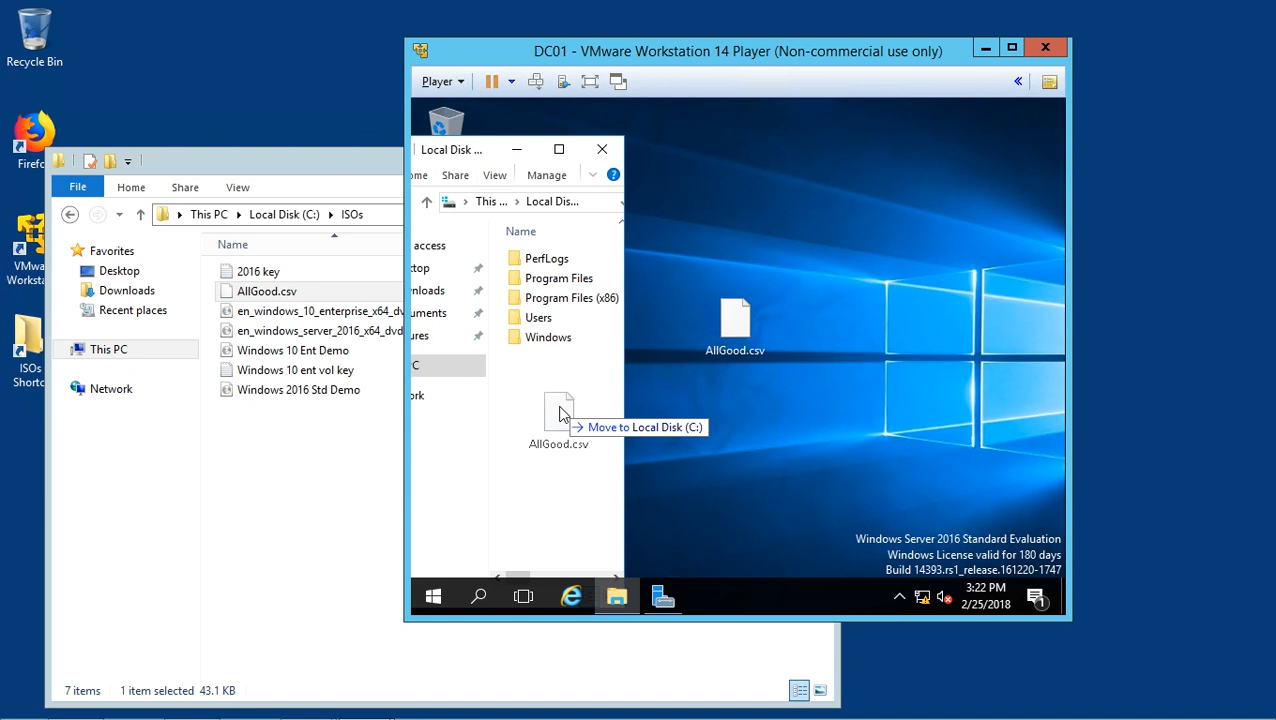 Recycle Bin
Firefo
VMwa
Worksta
ISOs
Shortc
File
Home
Share
View
This PC
Local Disk (C:)
ISOs
Favorites
Desktop
Downloads
Recent places
This PC
Network
Name
2016 key
AllGood.csv
en_windows_10_enterprise_x64_dv
en_windows_server_2016_x64_dvd
Windows 10 Ent Demo
Windows 10 ent vol key
Windows 2016 Std Demo
7 items
1 item selected 43.1 KB
DC01 - VMware Workstation 14 Player (Non-commercial use only)
Player
Local Disk ...
ome
Share
View
Manage
This ...
Local Dis...
access
ktop
wnloads
uments
ures
C
ork
Name
PerfLogs
Program Files
Program Files (x86)
Users
Windows
Move to Local Disk (C:)
AllGood.csv
AllGood.csv
Windows Server 2016 Standard Evaluation
Windows License valid for 180 days
Build 14393.rs1_release.161220-1747
3:22 PM
2/25/2018
1